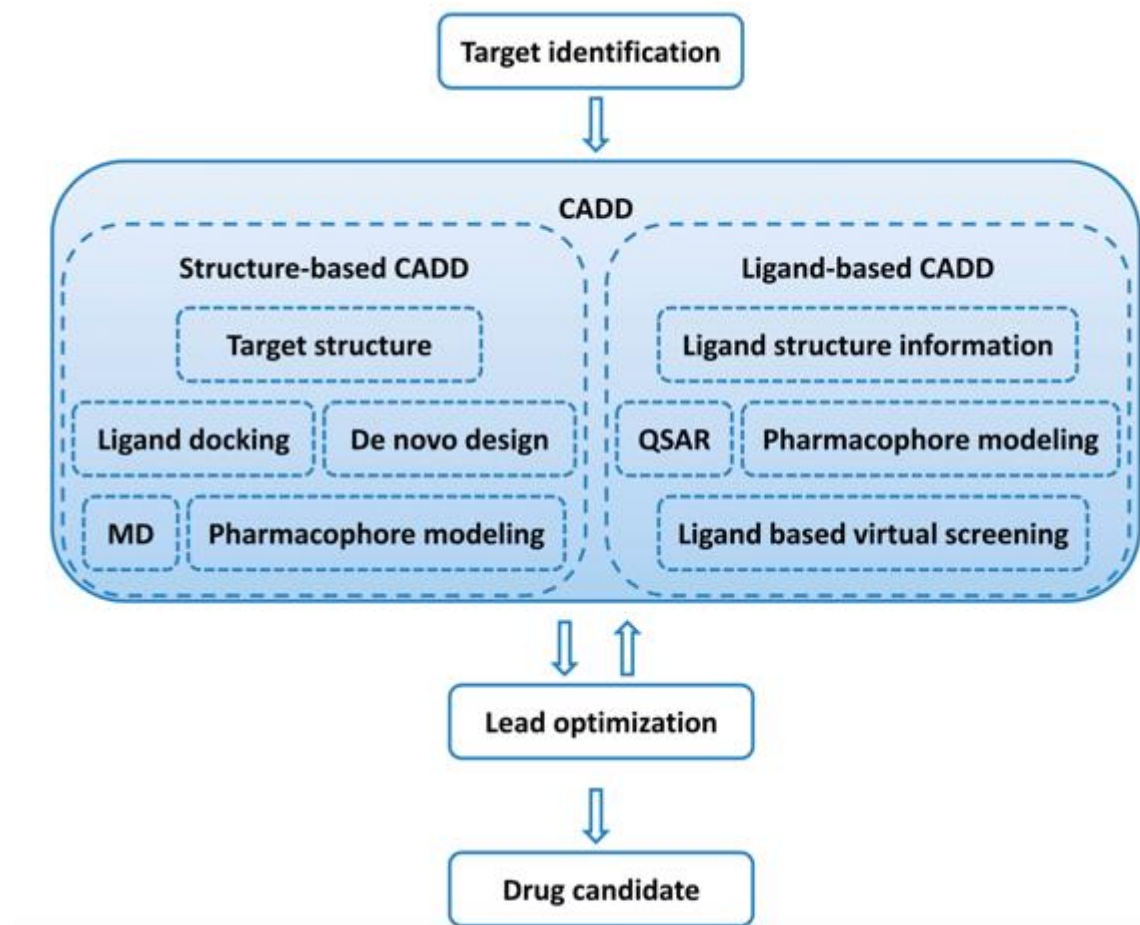 Target identification
CADD
Structure-based CADD
Target structure
Ligand docking
De novo design
MD
Pharmacophore modeling
Ligand-based CADD
Ligand structure information
QSAR
Pharmacophore modeling
Ligand based virtual screening
Lead optimization
Drug candidate